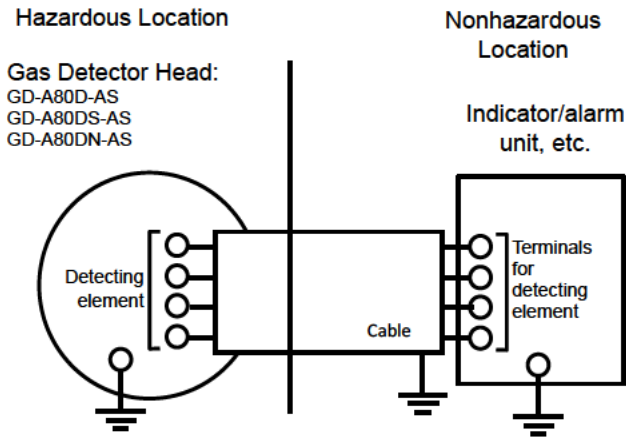 Hazardous Location
Nonhazardous
Location
Gas Detector Head:
GD-A80D-AS
GD-A80DS-AS
GD-A80DN-AS
Indicator/alarm
unit, etc.
Detecting
element
Cable
Terminals
for
detecting
element